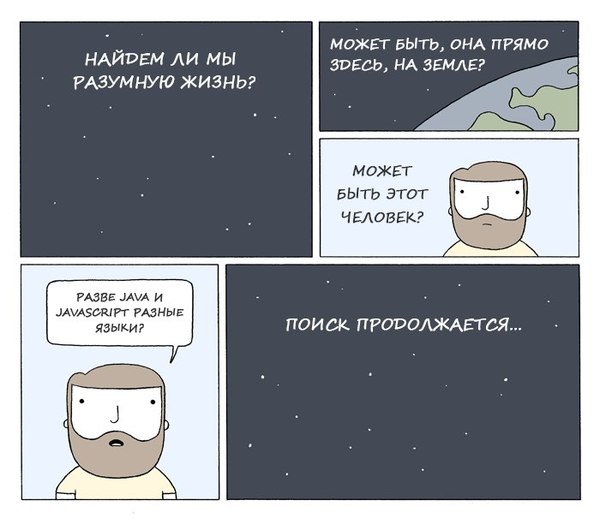 НАЙДЕМ ЛИ МЫ
РАЗУМНУЮ ЖИЗНЬ?
МОЖЕТ БЫТЬ, ОНА ПРЯМО
ЗДЕСЬ, НА ЗЕМЛЕ?
МОЖЕТ
БЫТЬ ЭТОТ
ЧЕЛОВЕК?
РАЗВЕ JAVA И
JAVASCRIPT РАЗНЫЕ
ЯЗЫКИ?
ПОИСК ПРОДОЛЖАЕТСЯ...